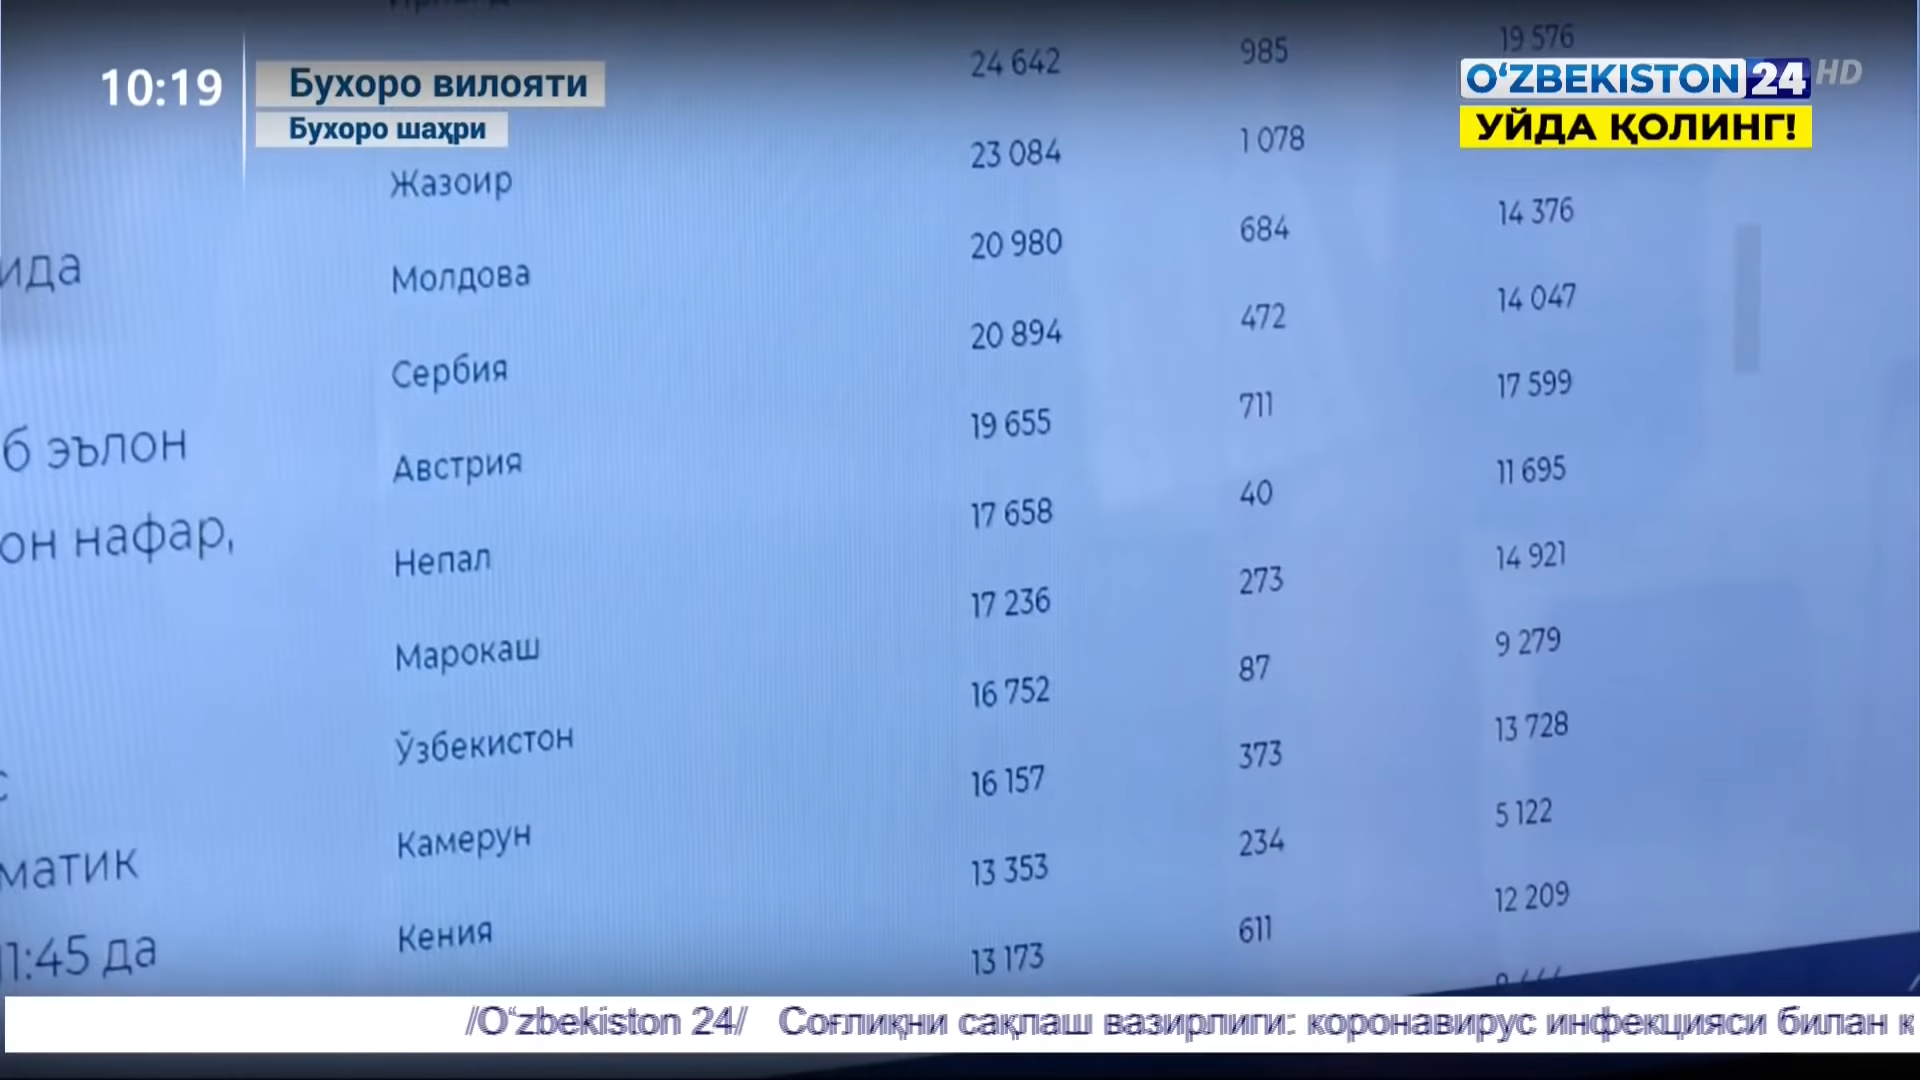 10:19
Бухоро вилояти
Бухоро шаҳри
O‘ZBEKISTON 24 HD
УЙДА ҚОЛИНГ!
24 642 985 19 576
Жазоир 23 084 1 078
Молдова 20 980 684 14 376
Сербия 20 894 472 14 047
Австрия 19 655 711 17 599
Непал 17 658 40 11 695
Марокаш 17 236 273 14 921
Ўзбекистон 16 752 87 9 279
Камерун 16 157 373 13 728
Кения 13 353 234 5 122
13 173 611 12 209
ида
б эълон
он нафар,
с
матик
11:45 да
/O‘zbekiston 24/ Соғлиқни сақлаш вазирлиги: коронавирус инфекцияси билан к